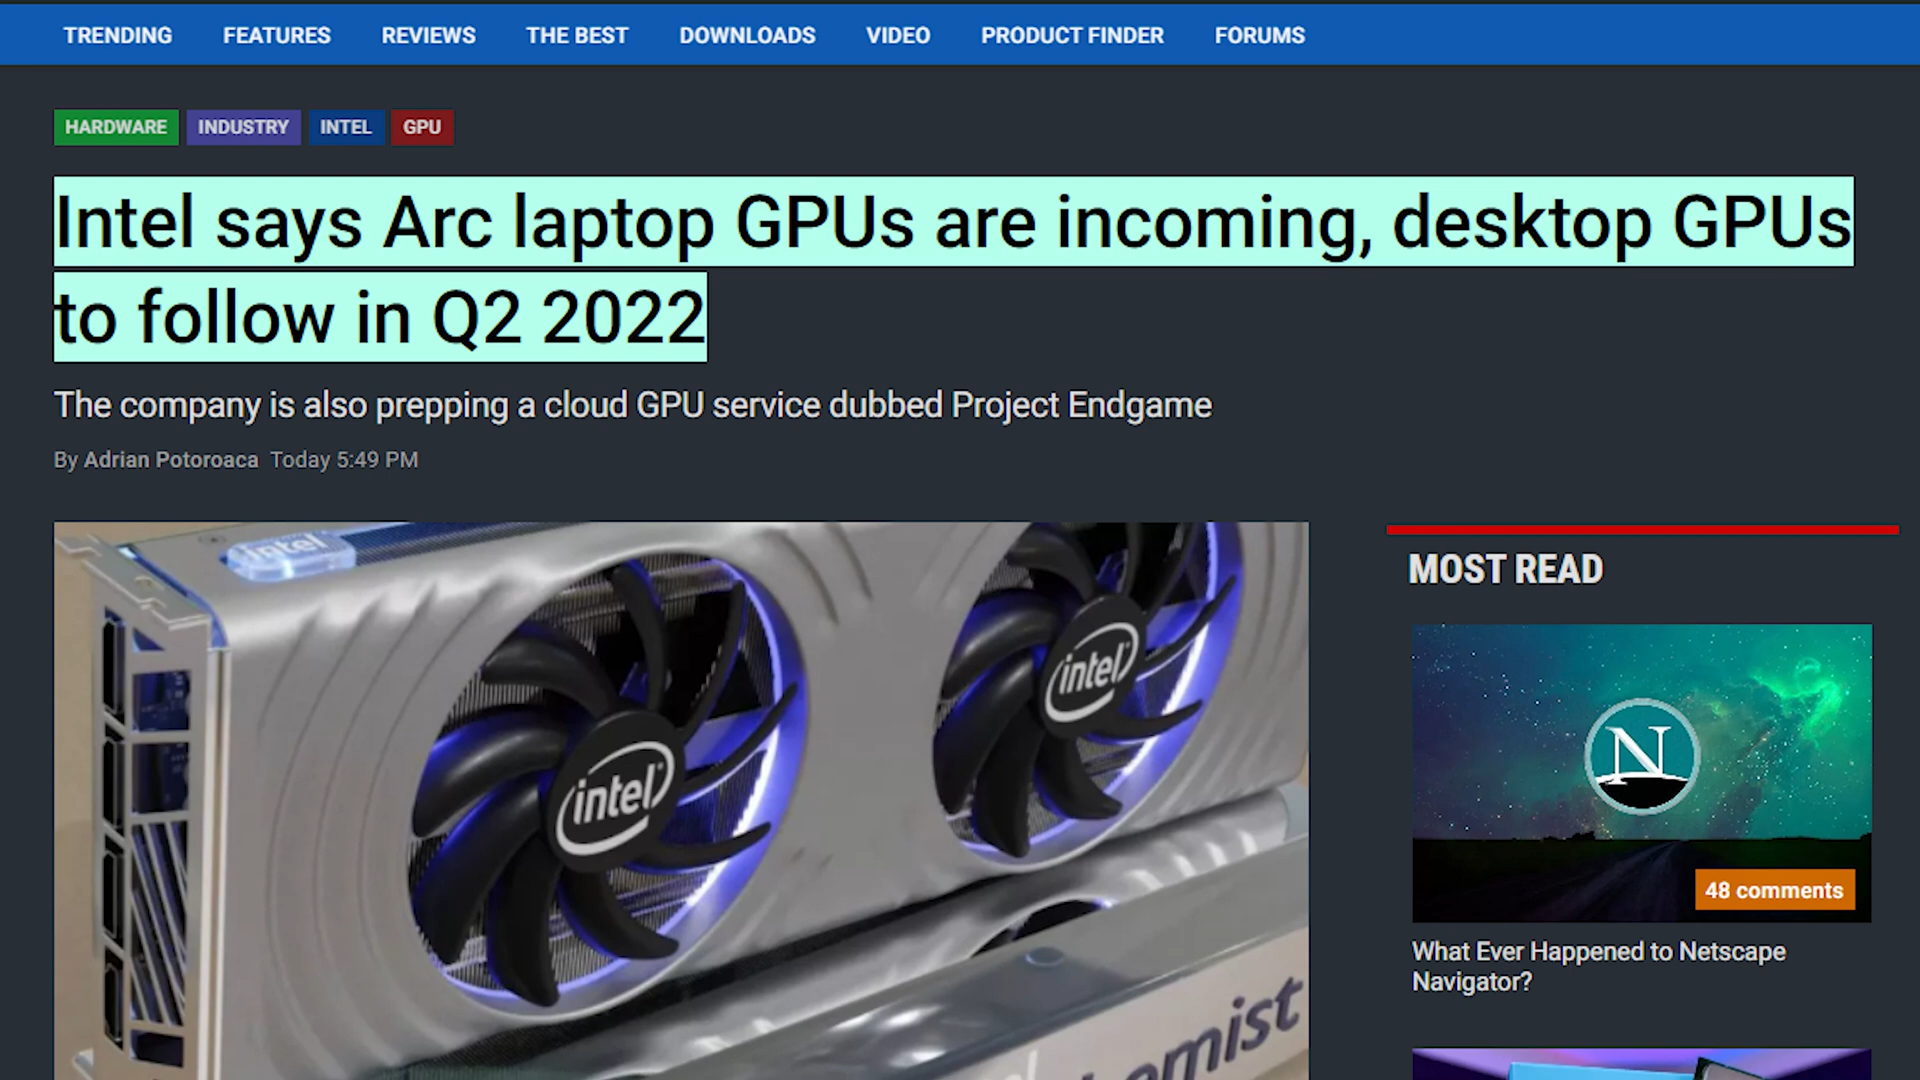 TRENDING FEATURES REVIEWS THE BEST DOWNLOADS VIDEO PRODUCT FINDER FORUMS
HARDWARE INDUSTRY INTEL GPU
Intel says Arc laptop GPUs are incoming, desktop GPUs
to follow in Q2 2022
The company is also prepping a cloud GPU service dubbed Project Endgame
By Adrian Potoroaca Today 5:49 PM
intel
intel
intel
MOST READ
N
48 comments
What Ever Happened to Netscape
Navigator?